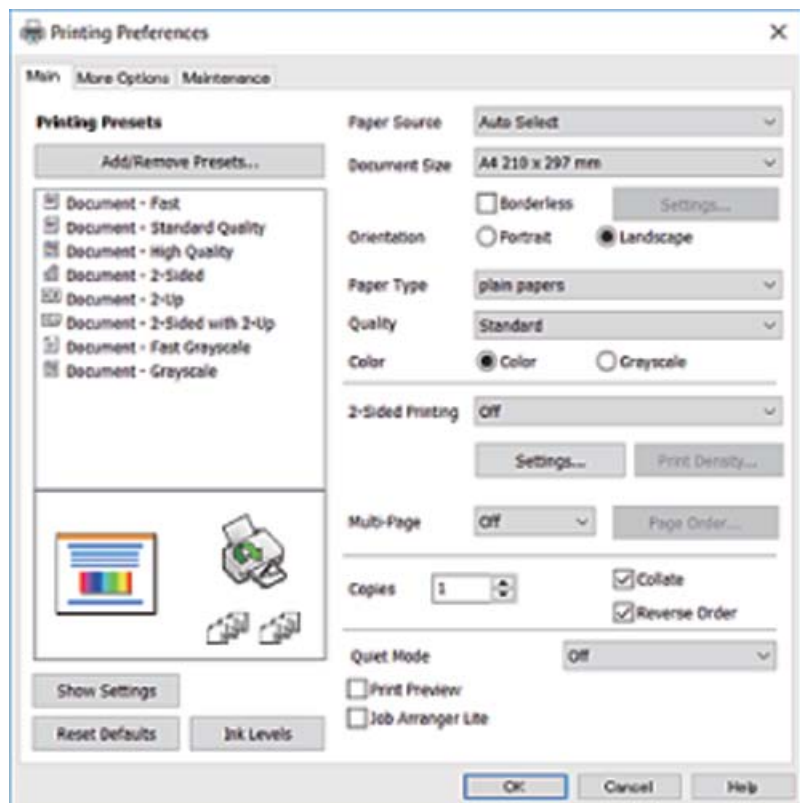 Printing Preferences
Main More Options Maintenance
Printing Presets
Add/Remove Presets...
Document - Fast
Document - Standard Quality
Document - High Quality
Document - 2-Sided
Document - 2-Up
Document - 2-Sided with 2-Up
Document - Fast Grayscale
Document - Grayscale
Show Settings
Reset Defaults
Ink Levels
Paper Source Auto Select
Document Size A4 210 x 297 mm
Borderless Settings...
Orientation Portrait Landscape
Paper Type plain papers
Quality Standard
Color Color Grayscale
2-Sided Printing Off
Settings... Print Density...
Multi-Page Off Page Order...
Copies 1 Collate
Reverse Order
Quiet Mode Off
Print Preview
Job Arranger Lite
OK Cancel Help